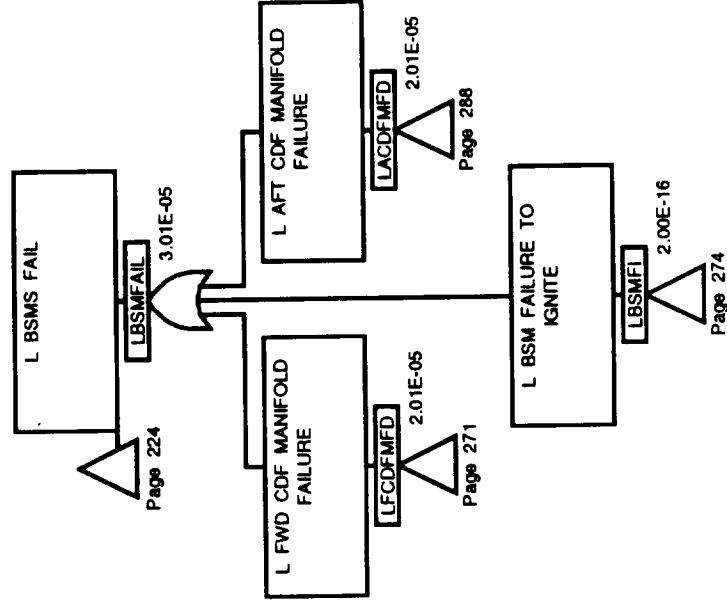 L BSMS FAIL
LBSMFAIL
3.01E-05
Page 224
L FWD CDF MANIFOLD
FAILURE
LFCDFMFD
2.01E-05
Page 271
L AFT CDF MANIFOLD
FAILURE
LACDFMFD
2.01E-05
Page 288
L BSM FAILURE TO
IGNITE
LBSMFI
2.00E-16
Page 274